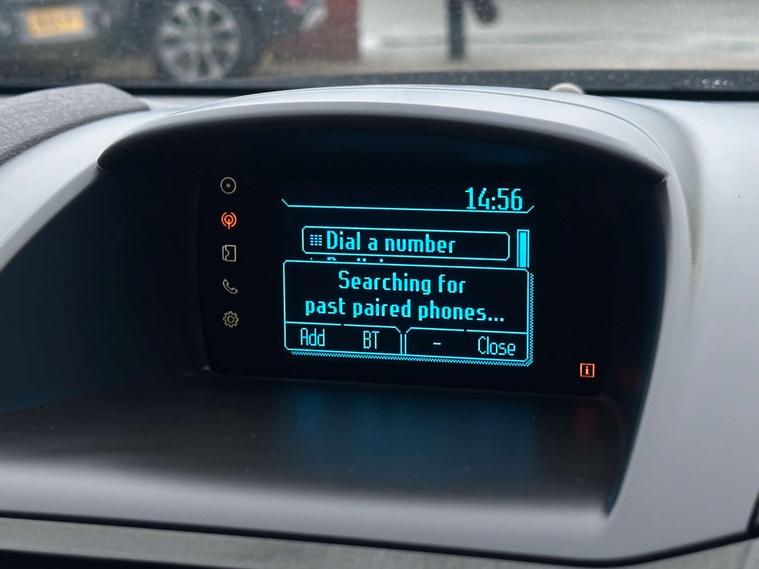 14:56
Dial a number
Searching for
past paired phones...
Add BT - Close